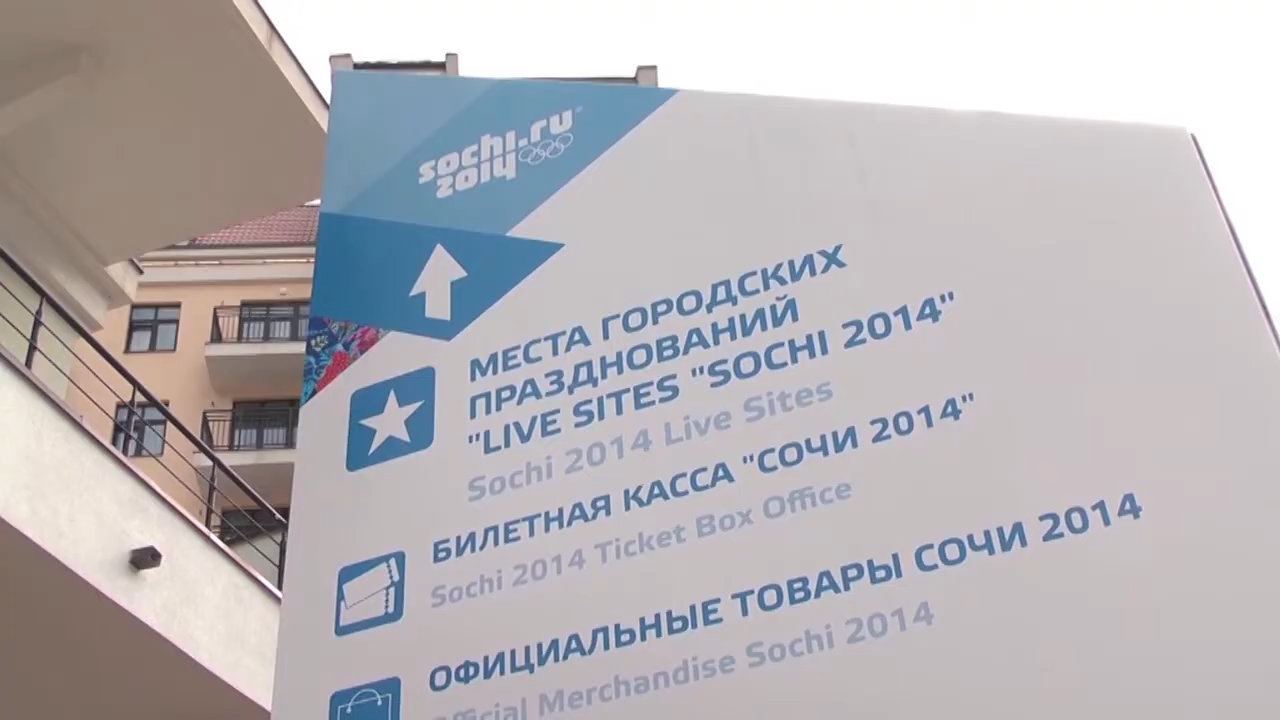 sochi.ru
2014
МЕСТА ГОРОДСКИХ
ПРАЗДНОВАНИЙ
"LIVE SITES "SOCHI 2014"
Sochi 2014 Live Sites
БИЛЕТНАЯ КАССА "СОЧИ 2014"
Sochi 2014 Ticket Box Office
ОФИЦИАЛЬНЫЕ ТОВАРЫ СОЧИ 2014
Official Merchandise Sochi 2014